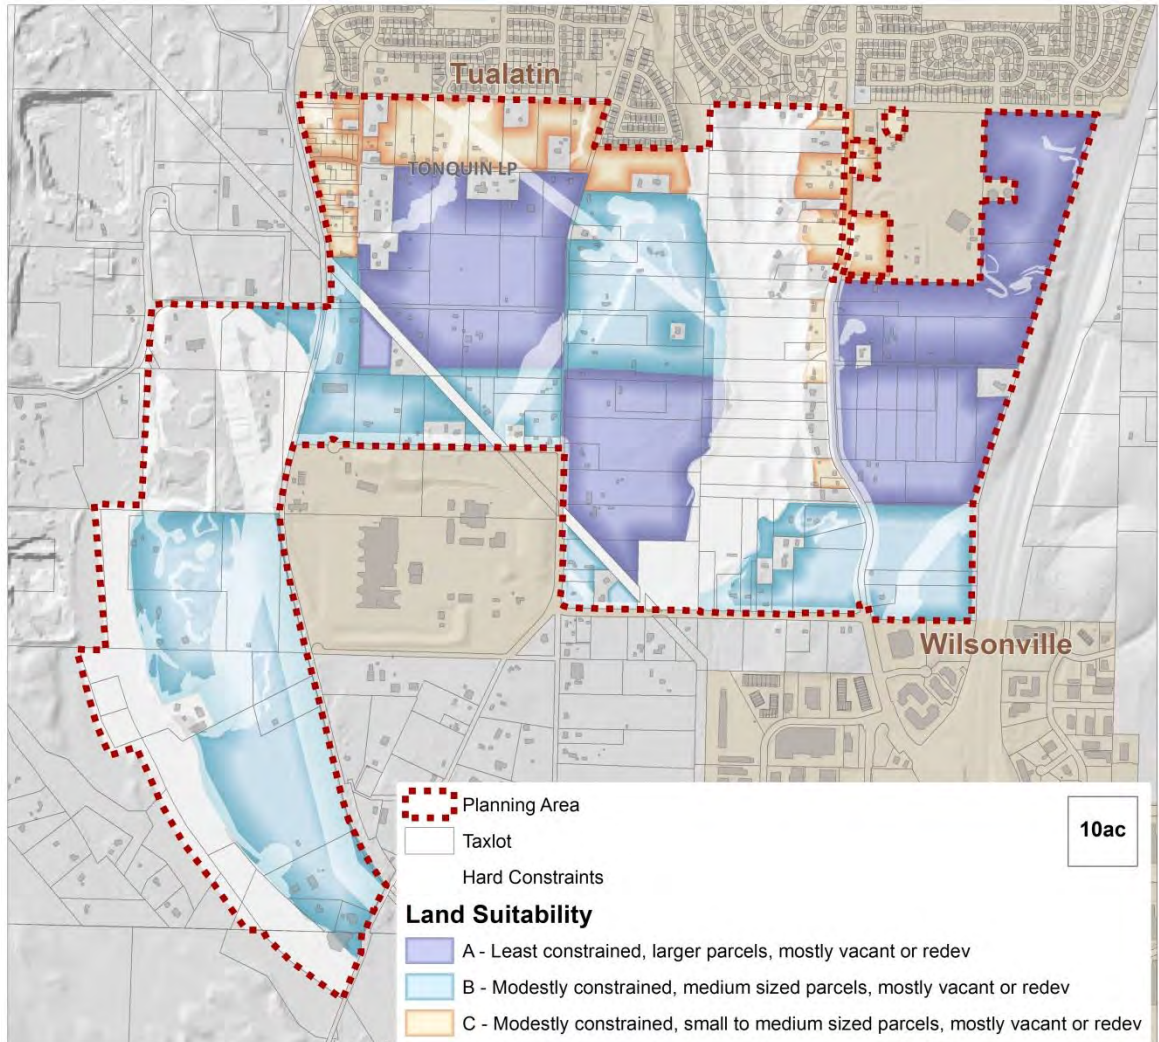 Tualatin
TONQUIN LP
Wilsonville
Planning Area
10ac
Taxlot
Hard Constraints
Land Suitability
A - Least constrained, larger parcels, mostly vacant or redev
B - Modestly constrained, medium sized parcels, mostly vacant or redev
C - Modestly constrained, small to medium sized parcels, mostly vacant or redev